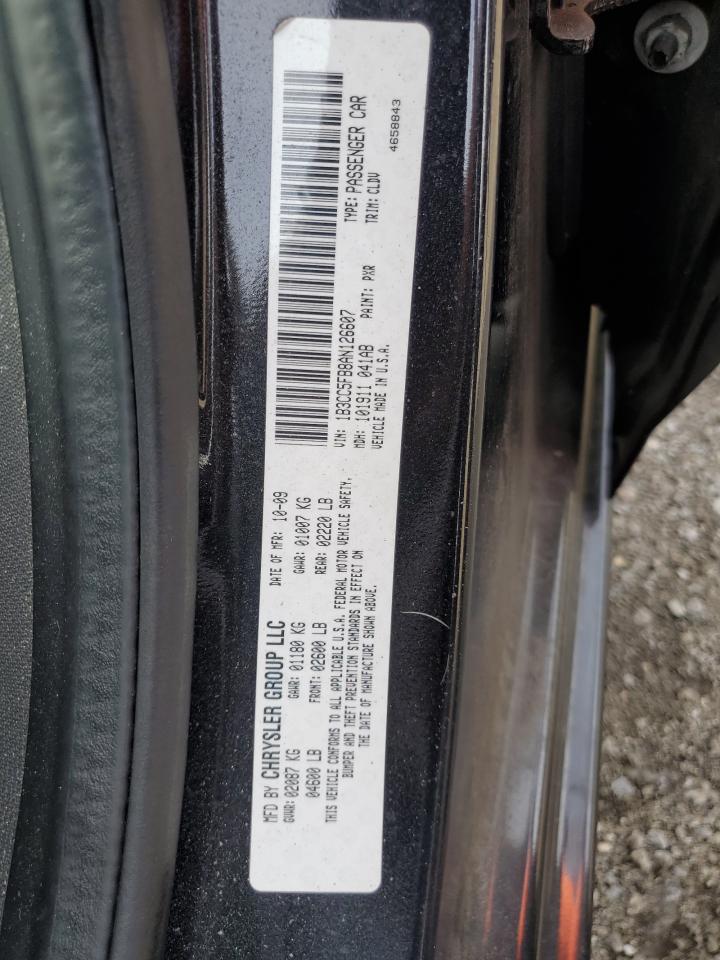 MFD BY CHRYSLER GROUP LLC DATE OF MFR: 10-09
GVWR: 02087 KG GAWR: 01180 KG GAWR: 01007 KG
04600 LB FRONT: 02600 LB REAR: 02220 LB
THIS VEHICLE CONFORMS TO ALL APPLICABLE U.S.A. FEDERAL MOTOR VEHICLE SAFETY,
BUMPER AND THEFT PREVENTION STANDARDS IN EFFECT ON
THE DATE OF MANUFACTURE SHOWN ABOVE.
VIN: 1B3CC5FB8AN126607 TYPE: PASSENGER CAR
MDH: 101911 041AB PAINT: PXR TRIM: CLDV
VEHICLE MADE IN U.S.A. 4658843